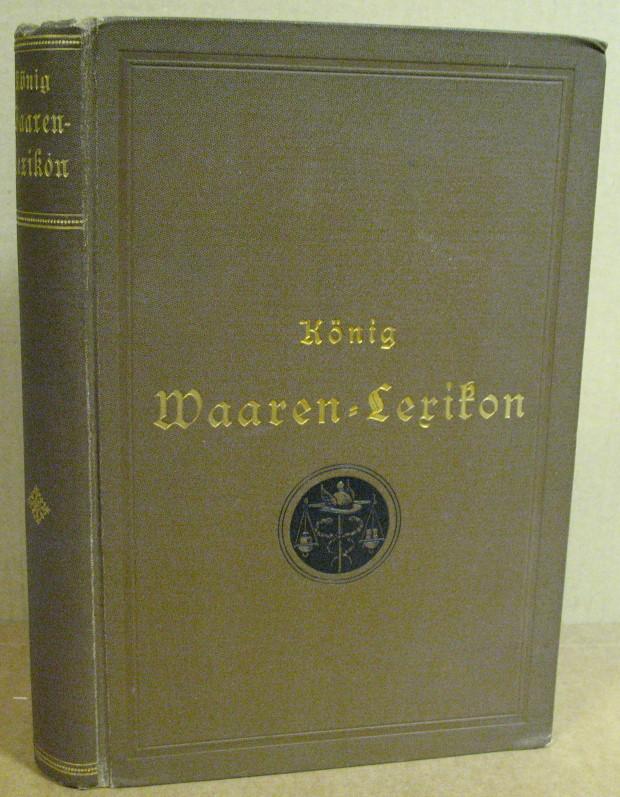 König
Waaren-
Lexikon
König
Waaren=Lexikon